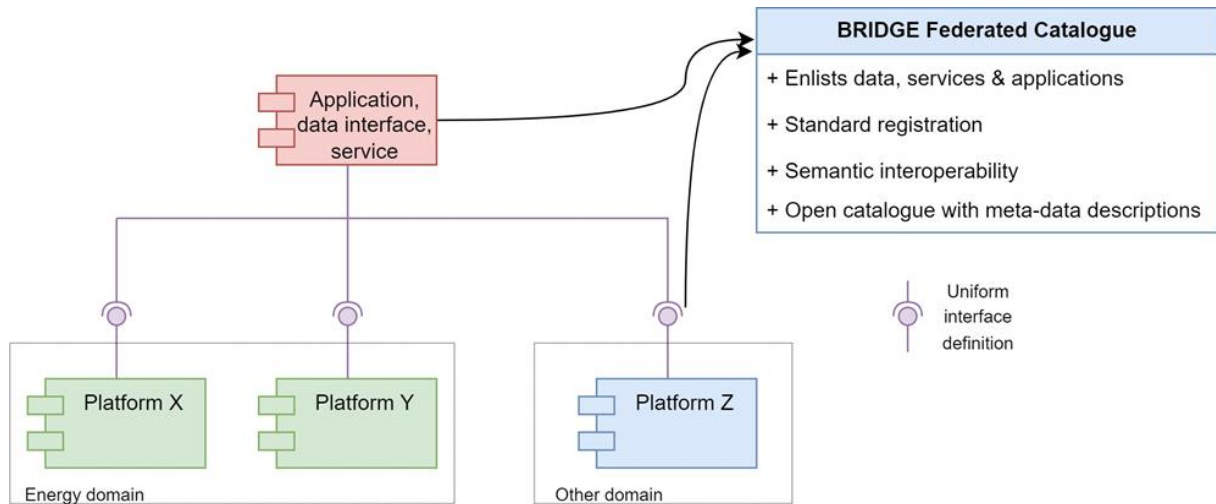 BRIDGE Federated Catalogue
+ Enlists data, services & applications
+ Standard registration
+ Semantic interoperability
+ Open catalogue with meta-data descriptions
Application,
data interface,
service
Uniform
interface
definition
Platform X
Platform Y
Platform Z
Energy domain
Other domain